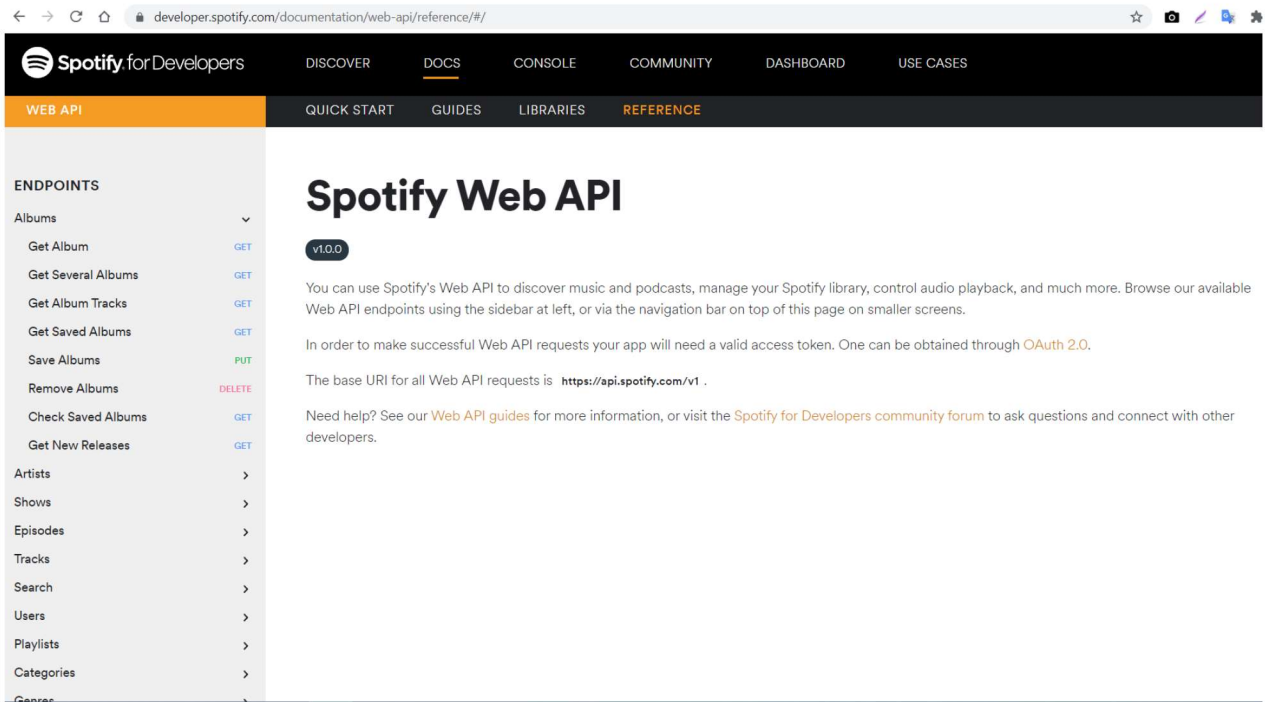 developer.spotify.com/documentation/web-api/reference/#/
Spotify for Developers
DISCOVER DOCS CONSOLE COMMUNITY DASHBOARD USE CASES
WEB API
QUICK START GUIDES LIBRARIES REFERENCE
ENDPOINTS
Albums
Get Album GET
Get Several Albums GET
Get Album Tracks GET
Get Saved Albums GET
Save Albums PUT
Remove Albums DELETE
Check Saved Albums GET
Get New Releases GET
Artists
Shows
Episodes
Tracks
Search
Users
Playlists
Categories
Genres
Spotify Web API
v1.0.0
You can use Spotify's Web API to discover music and podcasts, manage your Spotify library, control audio playback, and much more. Browse our available
Web API endpoints using the sidebar at left, or via the navigation bar on top of this page on smaller screens.
In order to make successful Web API requests your app will need a valid access token. One can be obtained through OAuth 2.0.
The base URI for all Web API requests is https://api.spotify.com/v1 .
Need help? See our Web API guides for more information, or visit the Spotify for Developers community forum to ask questions and connect with other
developers.